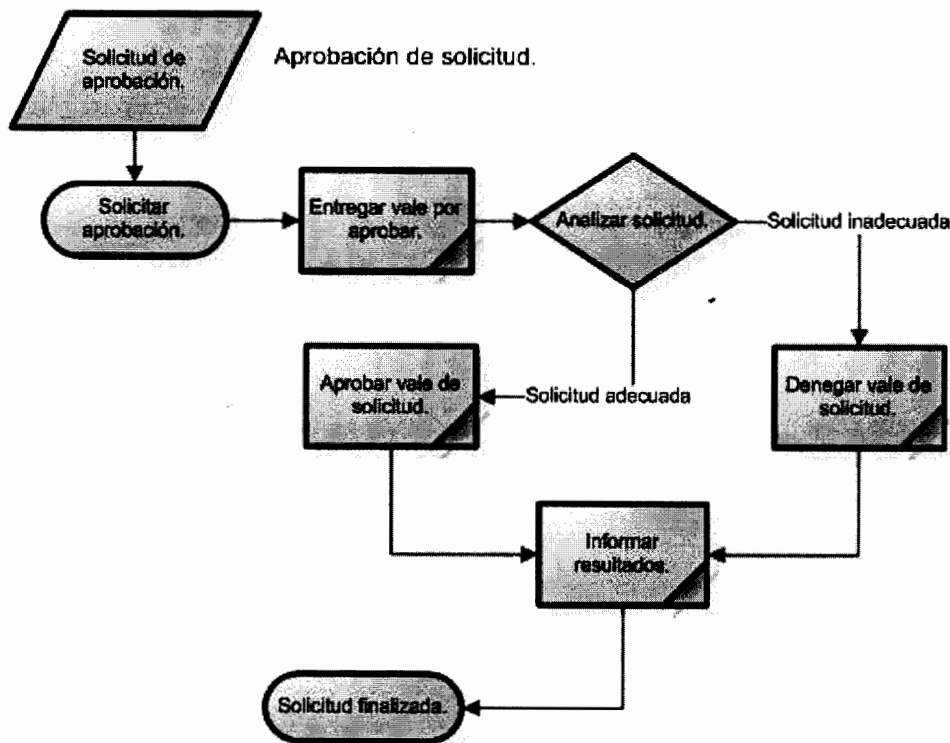 Solicitud de
aprobación.
Aprobación de solicitud.
Solicitar
aprobación.
Entregar vale por
aprobar.
Analizar solicitud.
Solicitud inadecuada
Aprobar vale de
solicitud.
Solicitud adecuada
Denegar vale de
solicitud.
Informar
resultados.
Solicitud finalizada.